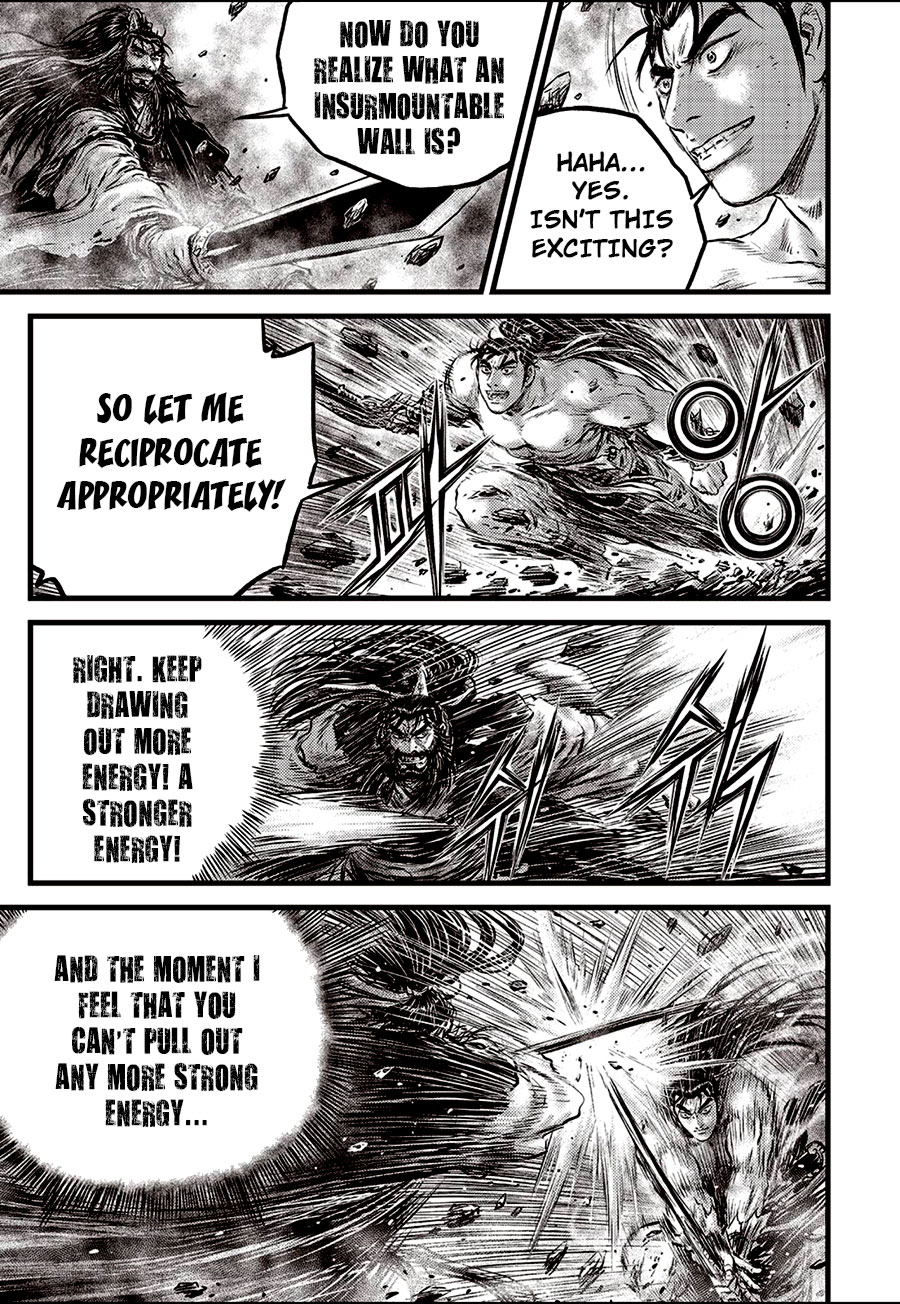 NOW DO YOU
REALIZE WHAT AN
INSURMOUNTABLE
WALL IS?
HAHA...
YES.
ISN'T THIS
EXCITING?
SO LET ME
RECIPROCATE
APPROPRIATELY!
파
앙
RIGHT. KEEP
DRAWING
OUT MORE
ENERGY! A
STRONGER
ENERGY!
AND THE MOMENT I
FEEL THAT YOU
CAN'T PULL OUT
ANY MORE STRONG
ENERGY...